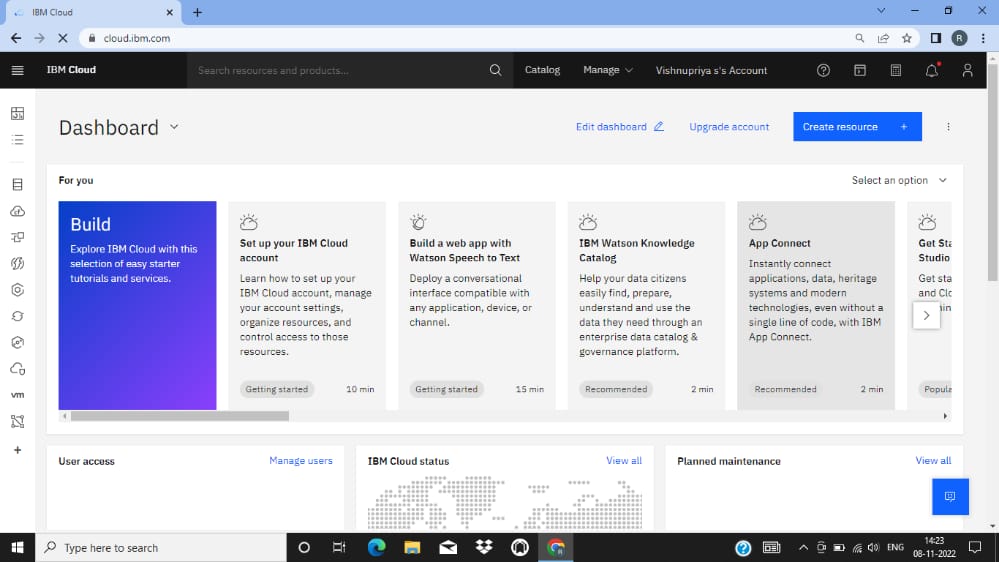 IBM Cloud
cloud.ibm.com
R
IBM Cloud
Search resources and products...
Catalog
Manage
Vishnupriya s's Account
Dashboard
Edit dashboard
Upgrade account
Create resource +
For you
Select an option
Build
Explore IBM Cloud with this
selection of easy starter
tutorials and services.
Set up your IBM Cloud
account
Learn how to set up your
IBM Cloud account, manage
your account settings,
organize resources, and
control access to those
resources.
Getting started
10 min
Build a web app with
Watson Speech to Text
Deploy a conversational
interface compatible with
any application, device, or
channel.
Getting started
15 min
IBM Watson Knowledge
Catalog
Help your data citizens
easily find, prepare,
understand and use the
data they need through an
enterprise data catalog &
governance platform.
Recommended
2 min
App Connect
Instantly connect
applications, data, heritage
systems and modern
technologies, even without a
single line of code, with IBM
App Connect.
Recommended
2 min
Get Sta
Studio
Get sta
and Clo
Popula
vm
User access
Manage users
IBM Cloud status
View all
Planned maintenance
View all
Type here to search
ENG
14:23
08-11-2022